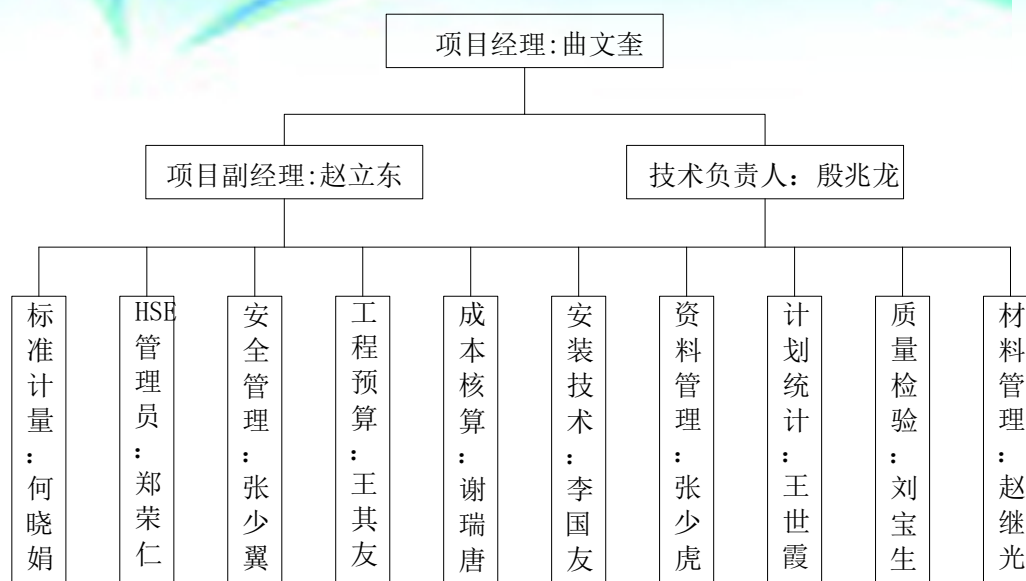 项目经理:曲文奎
项目副经理:赵立东
技术负责人：殷兆龙
标准计量：何晓娟
HSE管理员：郑荣仁
安全管理：张少翼
工程预算：王其友
成本核算：谢瑞唐
安装技术：李国友
资料管理：张少虎
计划统计：王世霞
质量检验：刘宝生
材料管理：赵继光